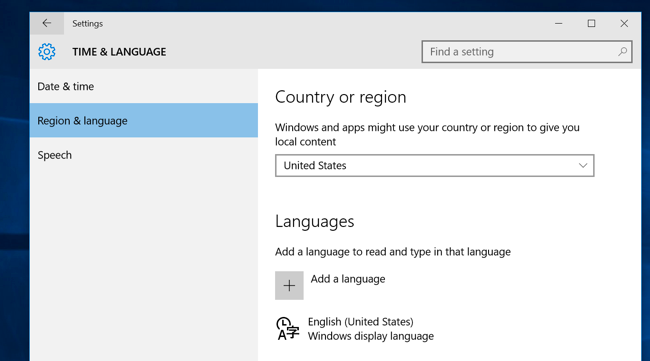 Settings
TIME & LANGUAGE
Find a setting
Date & time
Region & language
Speech
Country or region
Windows and apps might use your country or region to give you
local content
United States
Languages
Add a language to read and type in that language
Add a language
English (United States)
Windows display language